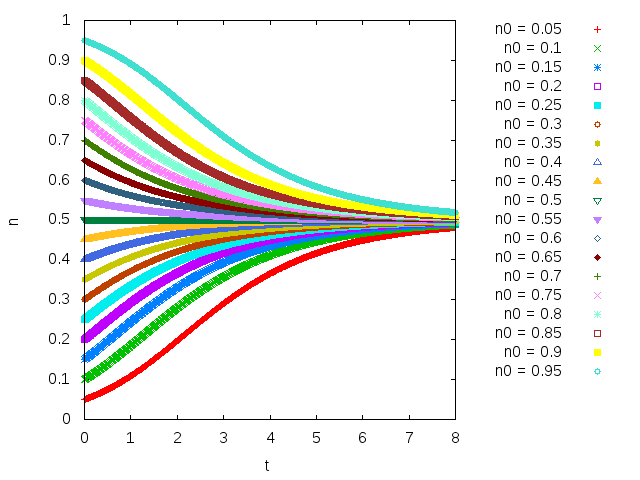 1
0.9
0.8
0.7
0.6
0.5
0.4
0.3
0.2
0.1
0
n
0 1 2 3 4 5 6 7 8
t
n0 = 0.05
n0 = 0.1
n0 = 0.15
n0 = 0.2
n0 = 0.25
n0 = 0.3
n0 = 0.35
n0 = 0.4
n0 = 0.45
n0 = 0.5
n0 = 0.55
n0 = 0.6
n0 = 0.65
n0 = 0.7
n0 = 0.75
n0 = 0.8
n0 = 0.85
n0 = 0.9
n0 = 0.95